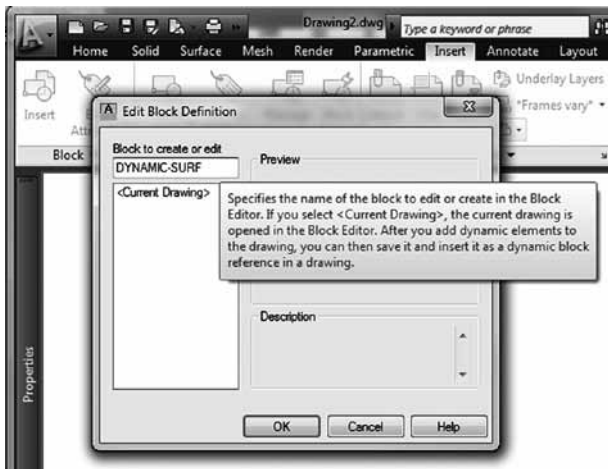 Drawing2.dwg
Type a keyword or phrase
Home Solid Surface Mesh Render Parametric Insert Annotate Layout
Underlay Layers
Insert
*Frames vary*
Block
Edit Block Definition
Block to create or edit
DYNAMIC-SURF
<Current Drawing>
Preview
Specifies the name of the block to edit or create in the Block
Editor. If you select <Current Drawing>, the current drawing is
opened in the Block Editor. After you add dynamic elements to
the drawing, you can then save it and insert it as a dynamic block
reference in a drawing.
Description
Properties
OK Cancel Help